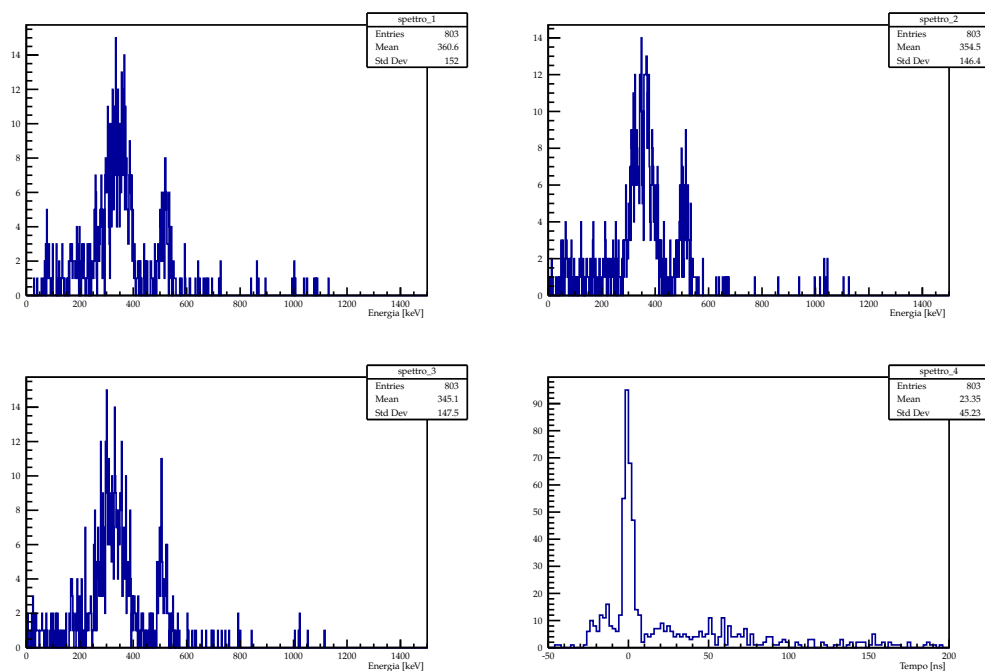 spettro_1
Entries 803
Mean 360.6
Std Dev 152
14
12
10
8
6
4
2
0
0 200 400 600 800 1000 1200 1400
Energia [keV]
spettro_2
Entries 803
Mean 354.5
Std Dev 146.4
14
12
10
8
6
4
2
0
0 200 400 600 800 1000 1200 1400
Energia [keV]
spettro_3
Entries 803
Mean 345.1
Std Dev 147.5
14
12
10
8
6
4
2
0
0 200 400 600 800 1000 1200 1400
Energia [keV]
spettro_4
Entries 803
Mean 23.35
Std Dev 45.23
90
80
70
60
50
40
30
20
10
0
-50 0 50 100 150 200
Tempo [ns]